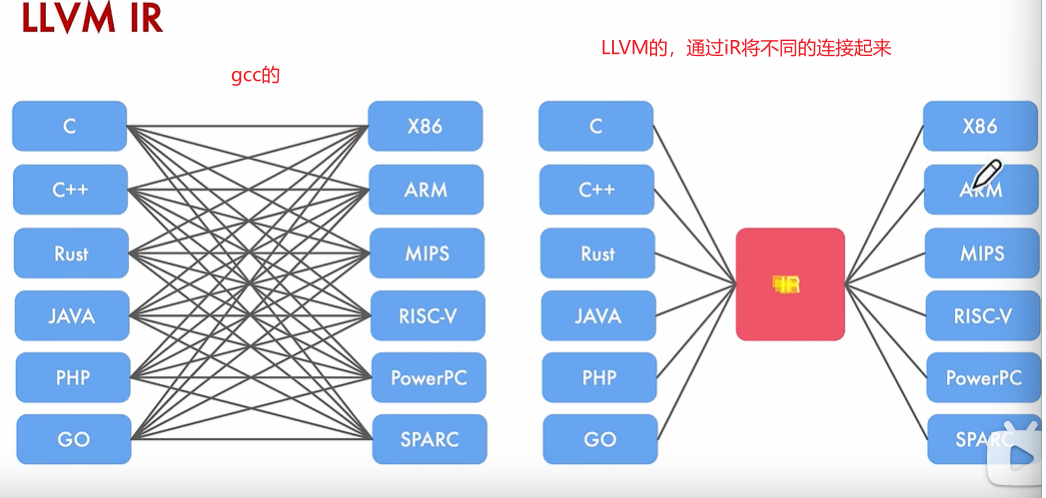 LLVM IR
gcc的
LLVM的，通过iR将不同的连接起来
C
C++
Rust
JAVA
PHP
GO
X86
ARM
MIPS
RISC-V
PowerPC
SPARC
C
C++
Rust
JAVA
PHP
GO
IR
X86
ARM
MIPS
RISC-V
PowerPC
SPARC